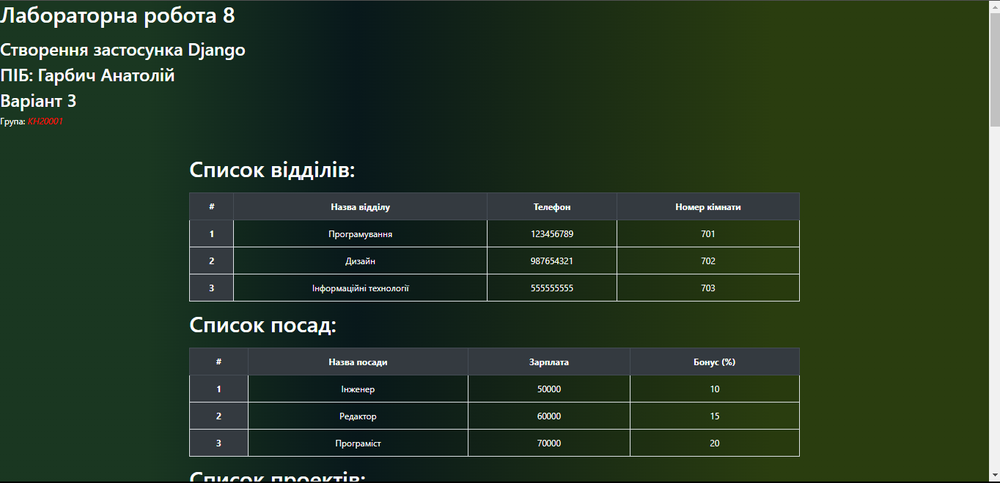 Лабораторна робота 8
Створення застосунка Django
ПІБ: Гарбич Анатолій
Варіант 3
Група: КН20001
Список відділів:
# Назва відділу Телефон Номер кімнати
1 Програмування 123456789 701
2 Дизайн 987654321 702
3 Інформаційні технології 555555555 703
Список посад:
# Назва посади Зарплата Бонус (%)
1 Інженер 50000 10
2 Редактор 60000 15
3 Програміст 70000 20
Список проектів: